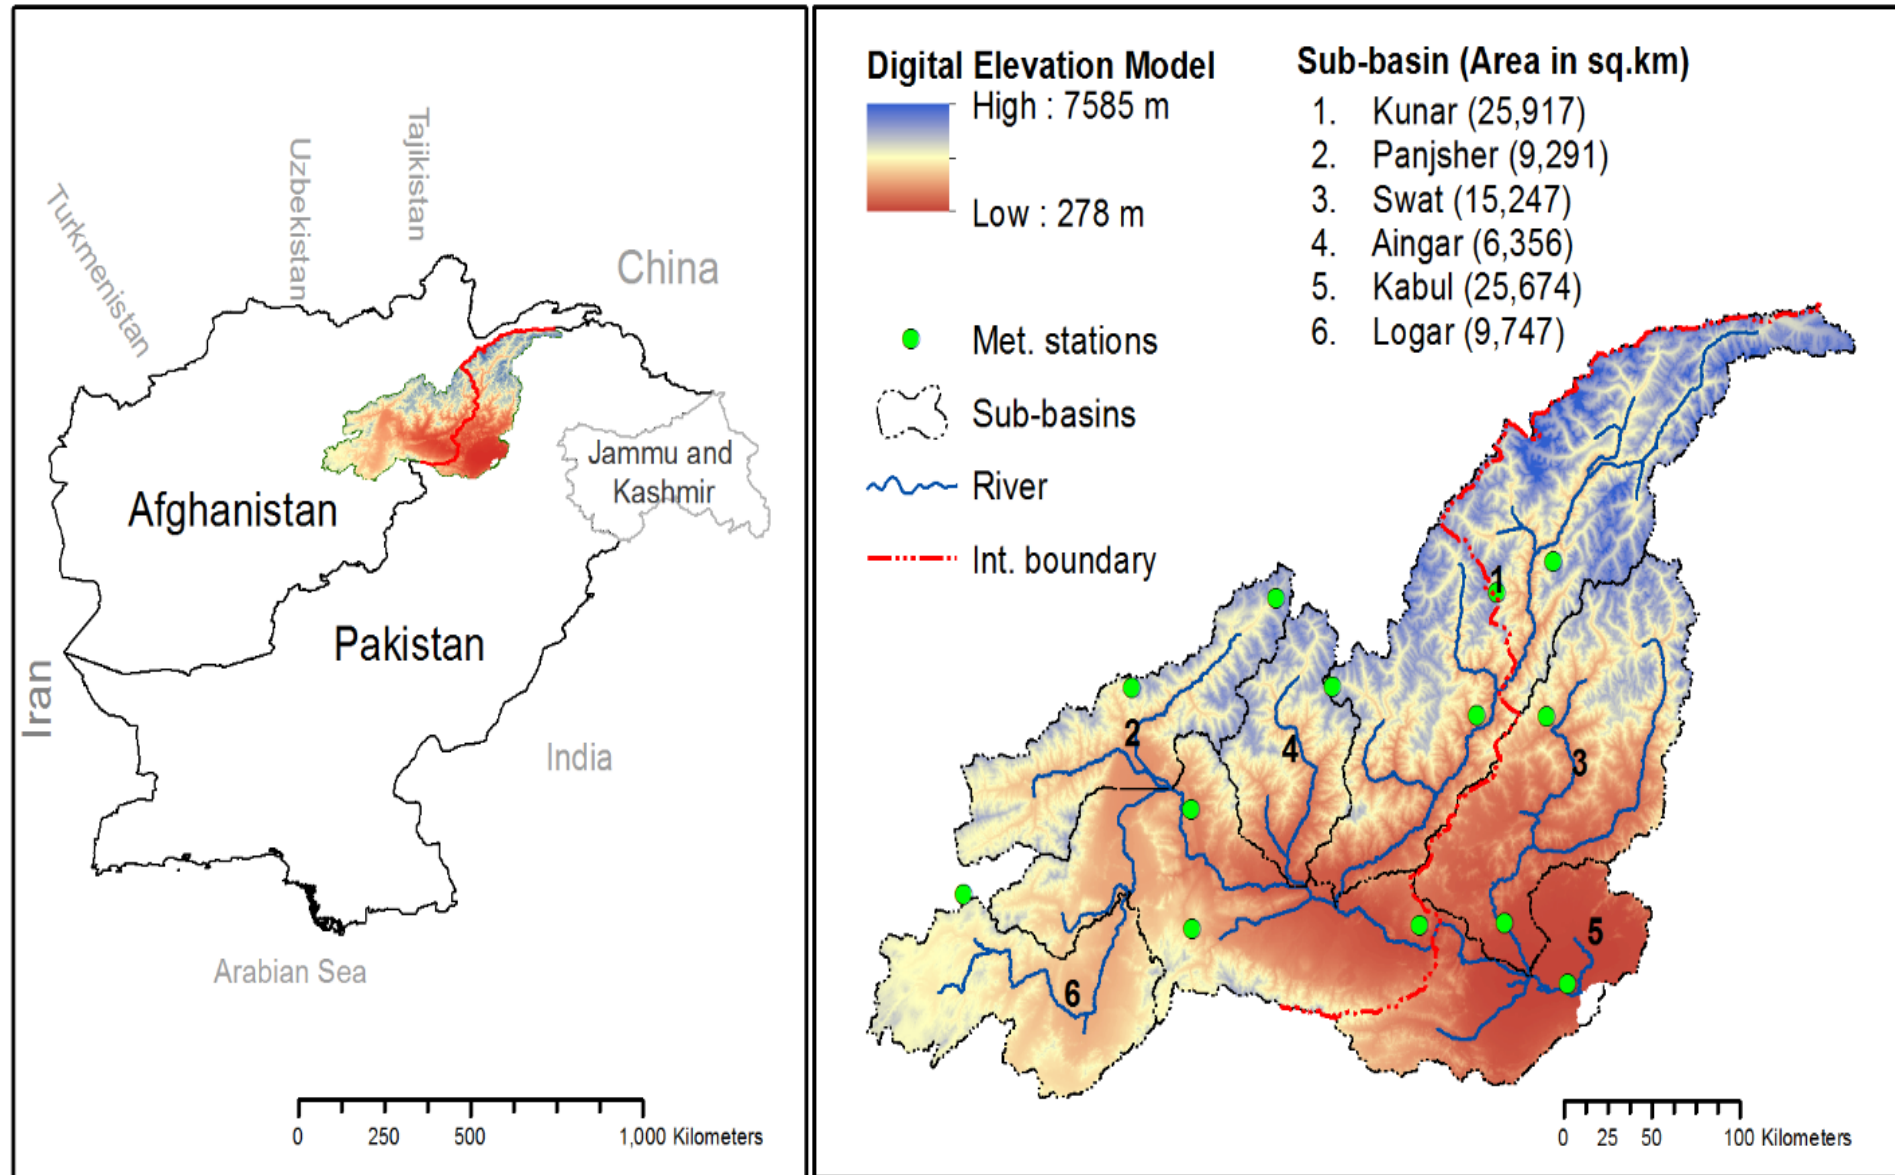 Turkmenistan
Uzbekistan
Tajikistan
China
Jammu and
Kashmir
Afghanistan
Pakistan
Iran
India
Arabian Sea
0 250 500 1,000 Kilometers
Digital Elevation Model
High : 7585 m
Low : 278 m
Met. stations
Sub-basins
River
Int. boundary
Sub-basin (Area in sq.km)
1. Kunar (25,917)
2. Panjsher (9,291)
3. Swat (15,247)
4. Aingar (6,356)
5. Kabul (25,674)
6. Logar (9,747)
1
2
4
3
5
6
0 25 50 100 Kilometers